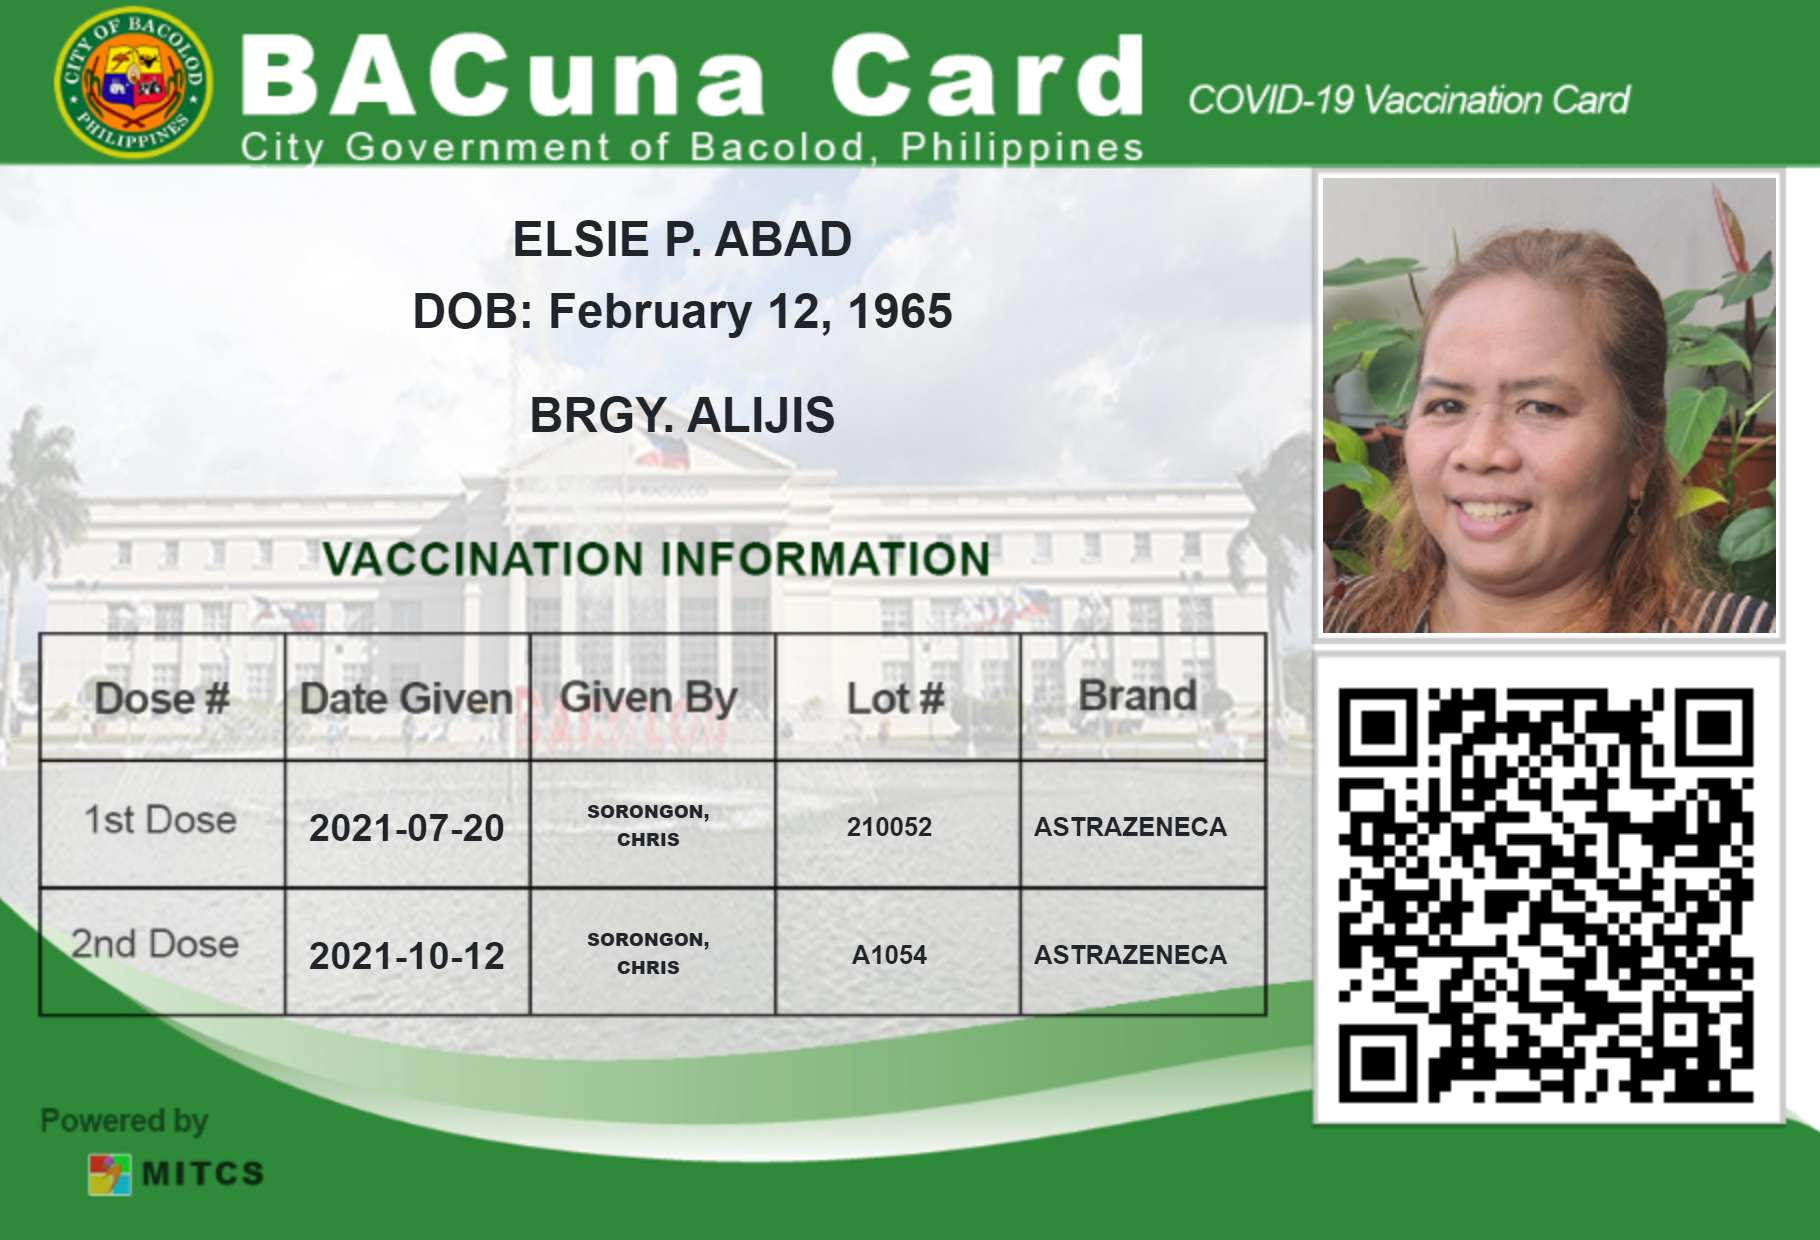 CITY OF BACOLOD
PHILIPPINES
BACuna Card
City Government of Bacolod, Philippines
COVID-19 Vaccination Card
ELSIE P. ABAD
DOB: February 12, 1965
BRGY. ALIJIS
VACCINATION INFORMATION
Dose # Date Given Given By Lot # Brand
1st Dose 2021-07-20 SORONGON, CHRIS 210052 ASTRAZENECA
2nd Dose 2021-10-12 SORONGON, CHRIS A1054 ASTRAZENECA
BACOLOD
Powered by
MITCS